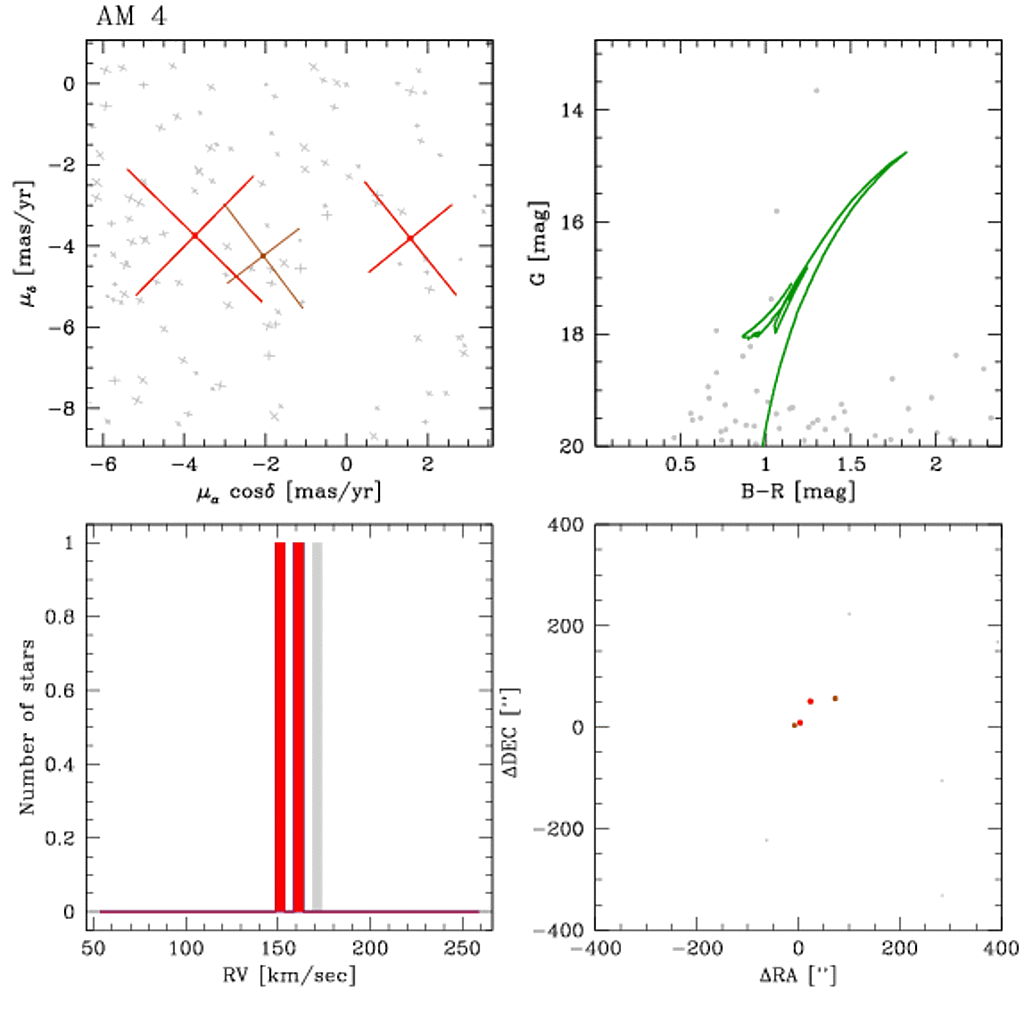 AM 4
0
−2
−4
−6
−8
μδ [mas/yr]
−6 −4 −2 0 2
μα cosδ [mas/yr]
14
16
18
20
G [mag]
0.5 1 1.5 2
B−R [mag]
1
0.8
0.6
0.4
0.2
0
Number of stars
50 100 150 200 250
RV [km/sec]
400
200
0
−200
−400
ΔDEC [″]
−400 −200 0 200 400
ΔRA [″]